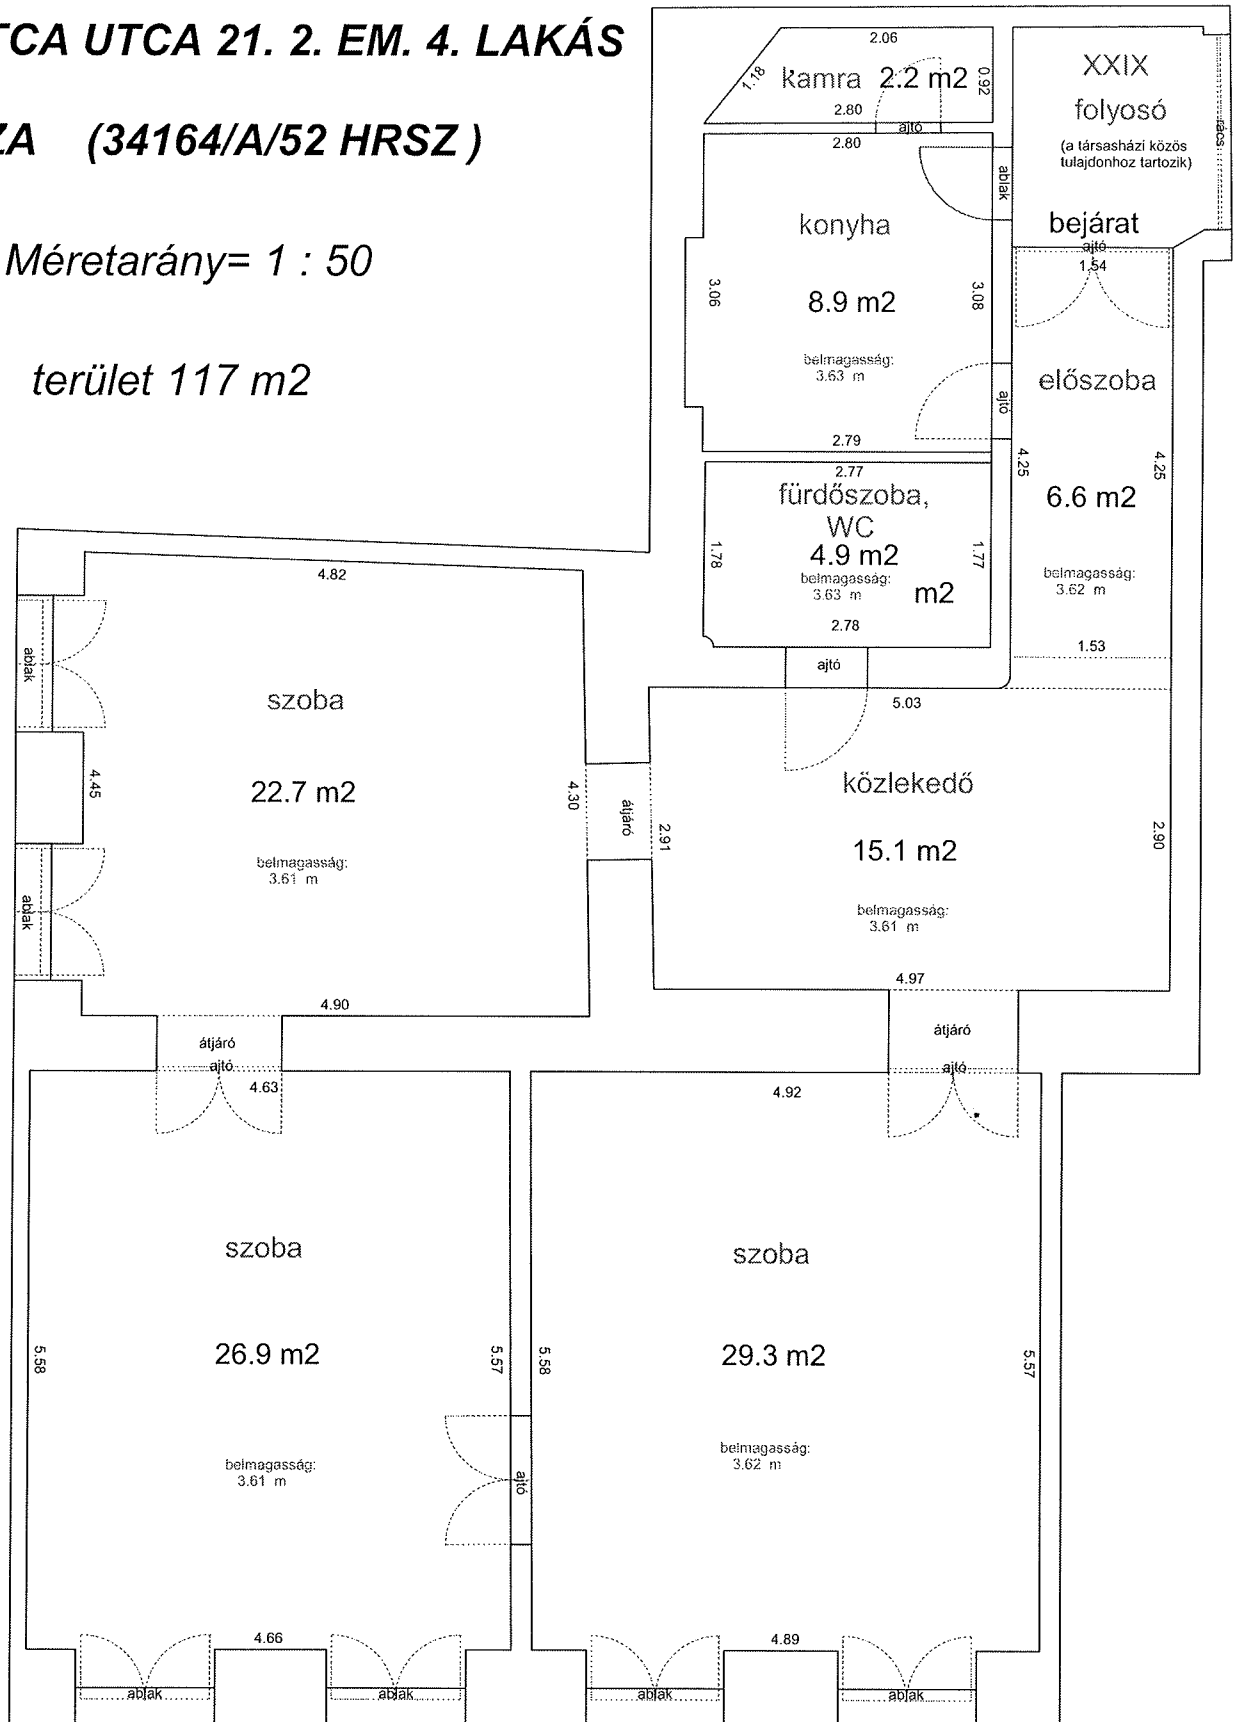 TCA UTCA 21. 2. EM. 4. LAKÁS
ZA (34164/A/52 HRSZ )
Méretarány= 1 : 50
terület 117 m2
2.06
1.18
kamra 2.2 m2
0.92
2.80
ajtó
XXIX
folyosó
(a társasházi közös
tulajdonhoz tartozik)
rács
bejárat
ajtó
1.54
2.80
ablak
konyha
3.06
3.08
8.9 m2
belmagasság:
3.63 m
ajtó
2.79
előszoba
4.25
4.25
6.6 m2
belmagasság:
3.62 m
1.53
2.77
fürdőszoba,
WC
1.78
4.9 m2
1.77
belmagasság:
3.63 m
m2
2.78
ajtó
4.82
ablak
szoba
4.45
22.7 m2
4.30
belmagasság:
3.61 m
ablak
4.90
átjáró
5.03
közlekedő
2.91
2.90
15.1 m2
belmagasság:
3.61 m
4.97
átjáró
ajtó
4.63
átjáró
ajtó
4.92
szoba
5.58
26.9 m2
5.57
belmagasság:
3.61 m
ajtó
4.66
ablak
ablak
szoba
5.58
29.3 m2
5.57
belmagasság:
3.62 m
4.89
ablak
ablak